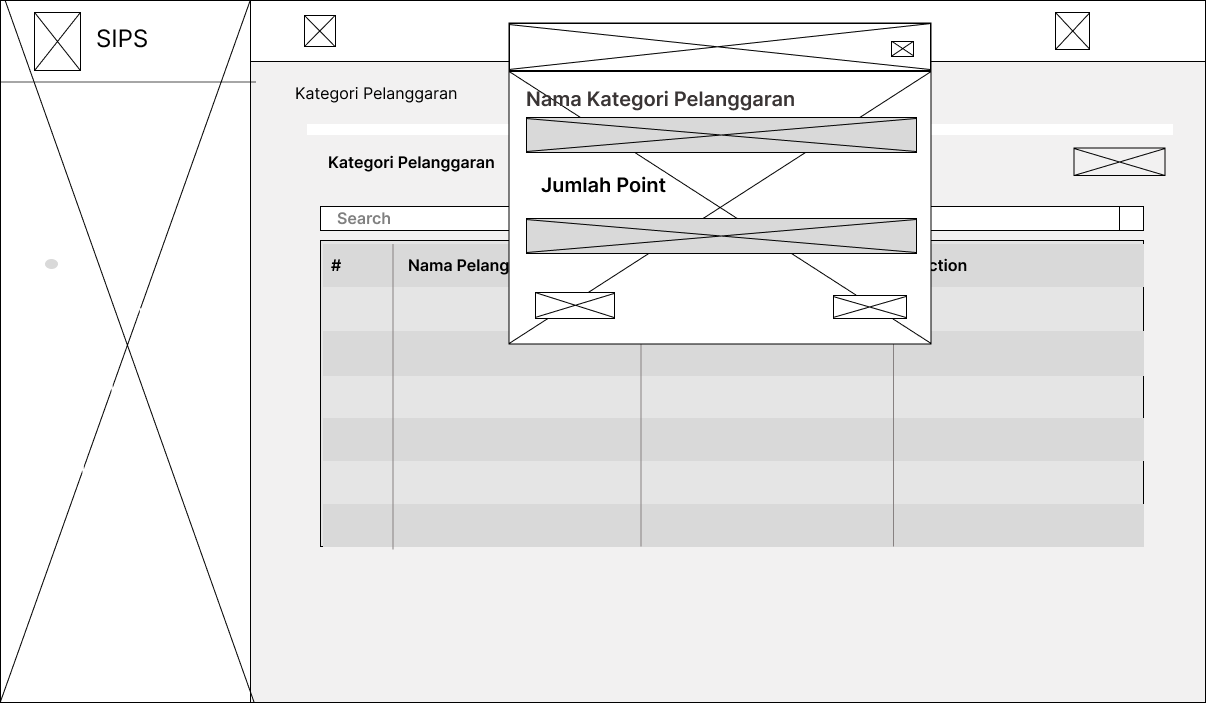 SIPS
Kategori Pelanggaran
Nama Kategori Pelanggaran
Kategori Pelanggaran
Jumlah Point
Search
# Nama Pelang ction